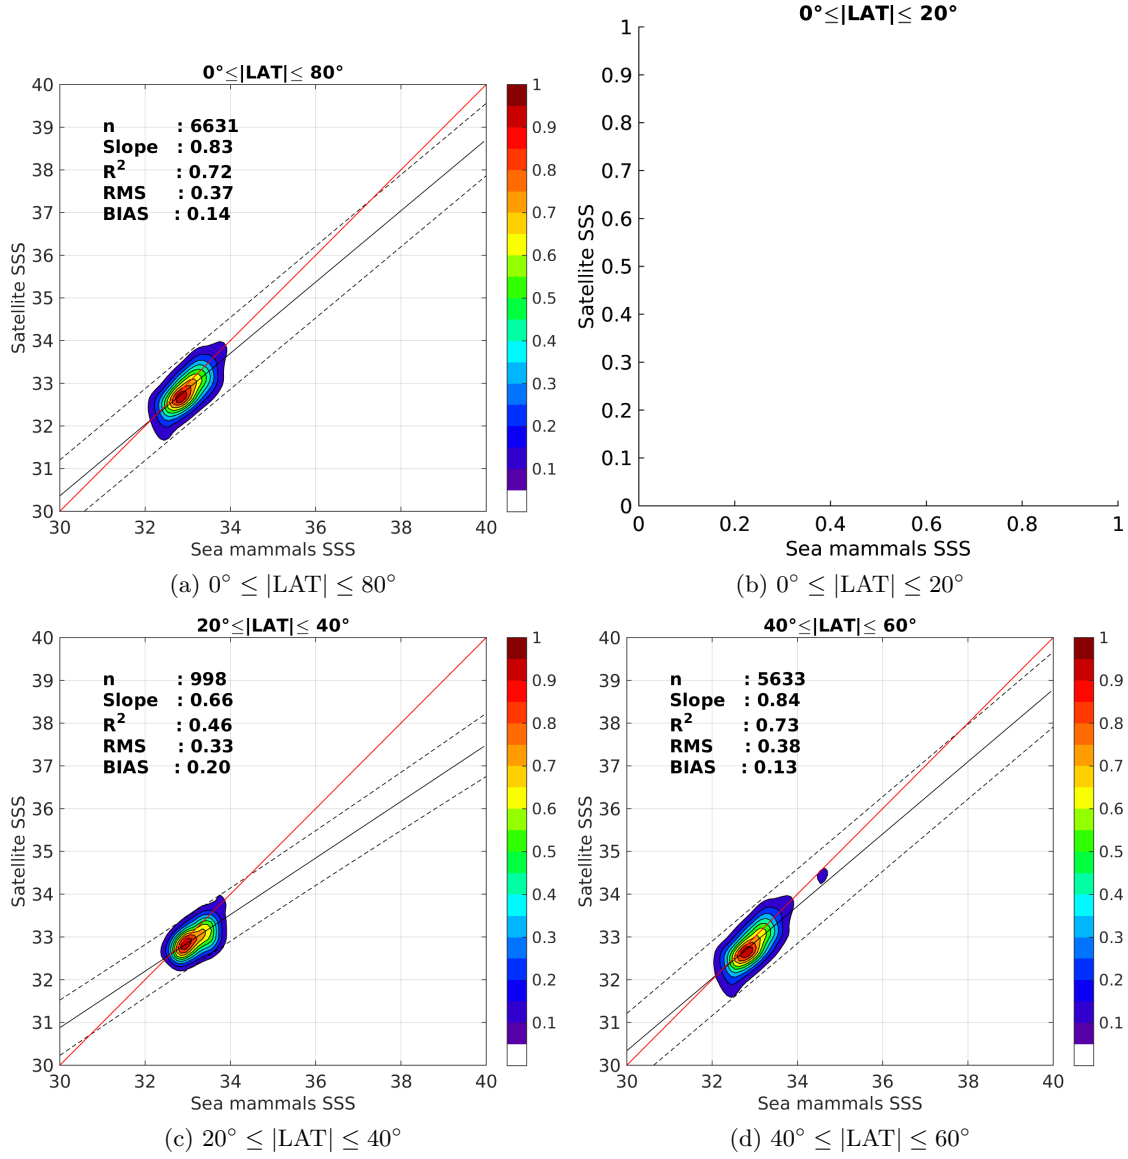 0°≤|LAT|≤ 80°
40
39
38
37
36
35
34
33
32
31
30
Satellite SSS
n : 6631
Slope : 0.83
R² : 0.72
RMS : 0.37
BIAS : 0.14
30 32 34 36 38 40
Sea mammals SSS
1
0.9
0.8
0.7
0.6
0.5
0.4
0.3
0.2
0.1
(a) 0° ≤ |LAT| ≤ 80°
0°≤|LAT|≤ 20°
1
0.9
0.8
0.7
0.6
0.5
0.4
0.3
0.2
0.1
0
Satellite SSS
0 0.2 0.4 0.6 0.8 1
Sea mammals SSS
(b) 0° ≤ |LAT| ≤ 20°
20°≤|LAT|≤ 40°
40
39
38
37
36
35
34
33
32
31
30
Satellite SSS
n : 998
Slope : 0.66
R² : 0.46
RMS : 0.33
BIAS : 0.20
30 32 34 36 38 40
Sea mammals SSS
1
0.9
0.8
0.7
0.6
0.5
0.4
0.3
0.2
0.1
(c) 20° ≤ |LAT| ≤ 40°
40°≤|LAT|≤ 60°
40
39
38
37
36
35
34
33
32
31
30
Satellite SSS
n : 5633
Slope : 0.84
R² : 0.73
RMS : 0.38
BIAS : 0.13
30 32 34 36 38 40
Sea mammals SSS
1
0.9
0.8
0.7
0.6
0.5
0.4
0.3
0.2
0.1
(d) 40° ≤ |LAT| ≤ 60°